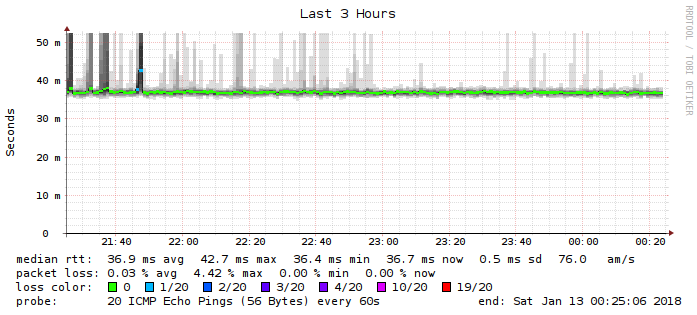 Last 3 Hours
RRDTOOL / TOBI OETIKER
Seconds
50 m
40 m
30 m
20 m
10 m
0
21:40 22:00 22:20 22:40 23:00 23:20 23:40 00:00 00:20
median rtt: 36.9 ms avg 42.7 ms max 36.4 ms min 36.7 ms now 0.5 ms sd 76.0 am/s
packet loss: 0.03 % avg 4.42 % max 0.00 % min 0.00 % now
loss color: 0 1/20 2/20 3/20 4/20 10/20 19/20
probe: 20 ICMP Echo Pings (56 Bytes) every 60s end: Sat Jan 13 00:25:06 2018